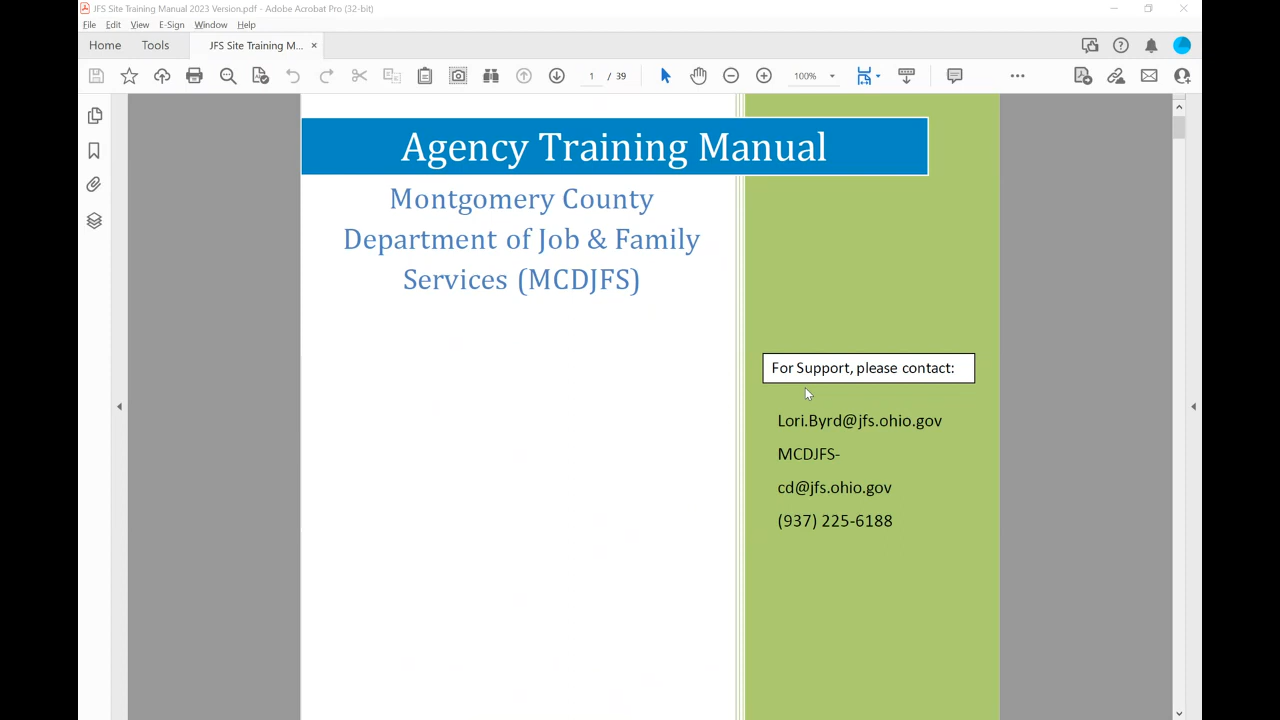 JFS Site Training Manual 2023 Version.pdf - Adobe Acrobat Pro (32-bit)
File Edit View E-Sign Window Help
Home Tools JFS Site Training M... ×
1 / 39 100%
Agency Training Manual
Montgomery County
Department of Job & Family
Services (MCDJFS)
For Support, please contact:
Lori.Byrd@jfs.ohio.gov
MCDJFS-
cd@jfs.ohio.gov
(937) 225-6188